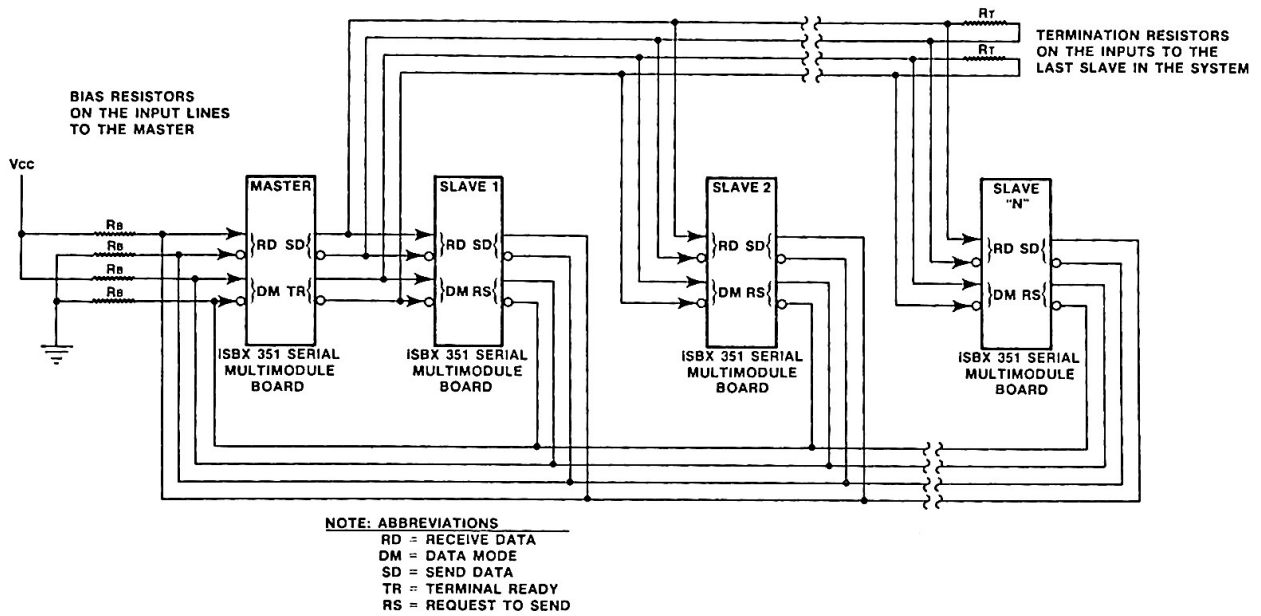 RT
RT
TERMINATION RESISTORS
ON THE INPUTS TO THE
LAST SLAVE IN THE SYSTEM
BIAS RESISTORS
ON THE INPUT LINES
TO THE MASTER
Vcc
RB
RB
RB
RB
MASTER
RD SD
DM TR
iSBX 351 SERIAL
MULTIMODULE
BOARD
SLAVE 1
RD SD
DM RS
iSBX 351 SERIAL
MULTIMODULE
BOARD
SLAVE 2
RD SD
DM RS
iSBX 351 SERIAL
MULTIMODULE
BOARD
SLAVE
"N"
RD SD
DM RS
iSBX 351 SERIAL
MULTIMODULE
BOARD
NOTE: ABBREVIATIONS
RD = RECEIVE DATA
DM = DATA MODE
SD = SEND DATA
TR = TERMINAL READY
RS = REQUEST TO SEND